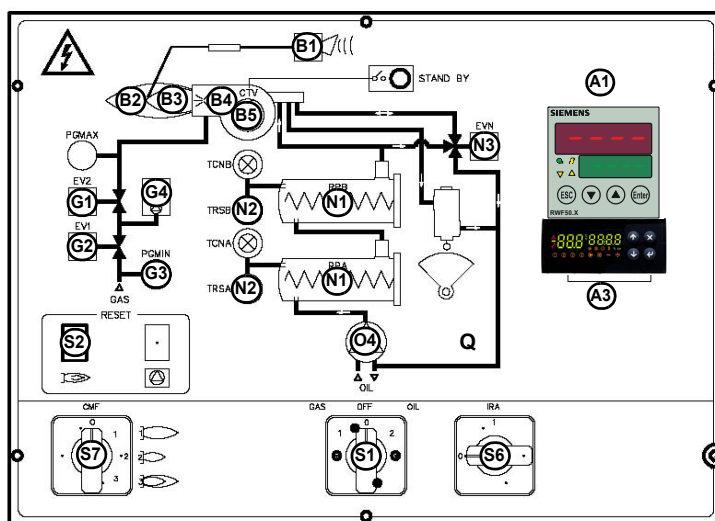 B1
STAND BY
A1
B2
B3
B4
CTV
B5
SIEMENS
PGMAX
EVN
N3
TCNB
EV2
G1
G4
RPB
N1
TRSB
N2
ESC
Enter
RWF50.X
EV1
G2
TCNA
PGMIN
G3
RPA
N1
TRSA
N2
GAS
A3
RESET
S2
O4
Q
OIL
CMF
0
1
2
3
S7
GAS
OFF
OIL
0
1
2
S1
IRA
1
0
S6